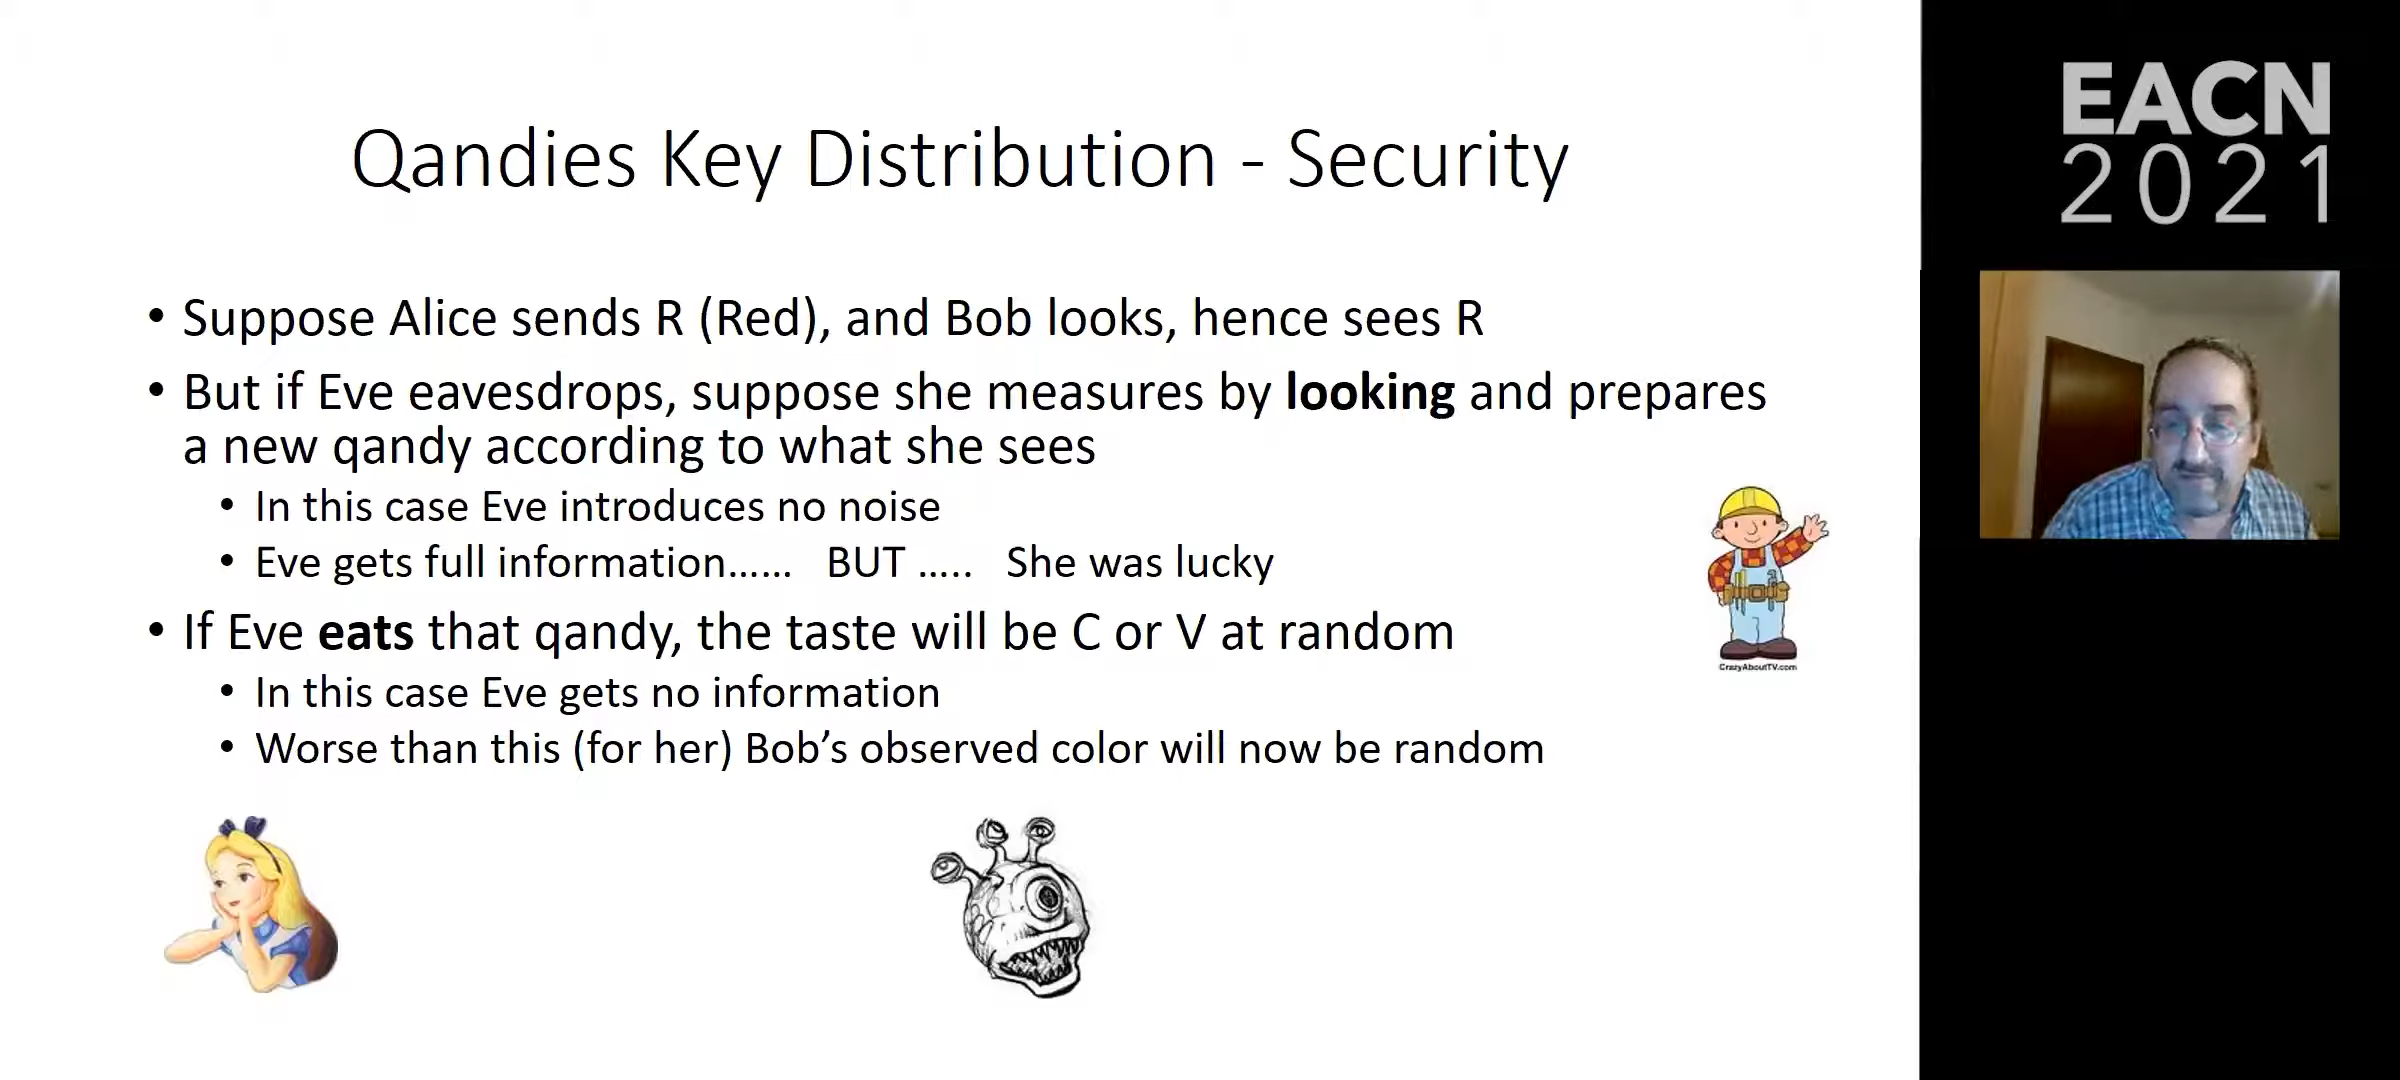 Qandies Key Distribution - Security
• Suppose Alice sends R (Red), and Bob looks, hence sees R
• But if Eve eavesdrops, suppose she measures by looking and prepares
a new qandy according to what she sees
• In this case Eve introduces no noise
• Eve gets full information…… BUT ….. She was lucky
• If Eve eats that qandy, the taste will be C or V at random
• In this case Eve gets no information
• Worse than this (for her) Bob’s observed color will now be random
CrazyAboutTV.com
EACN
2021